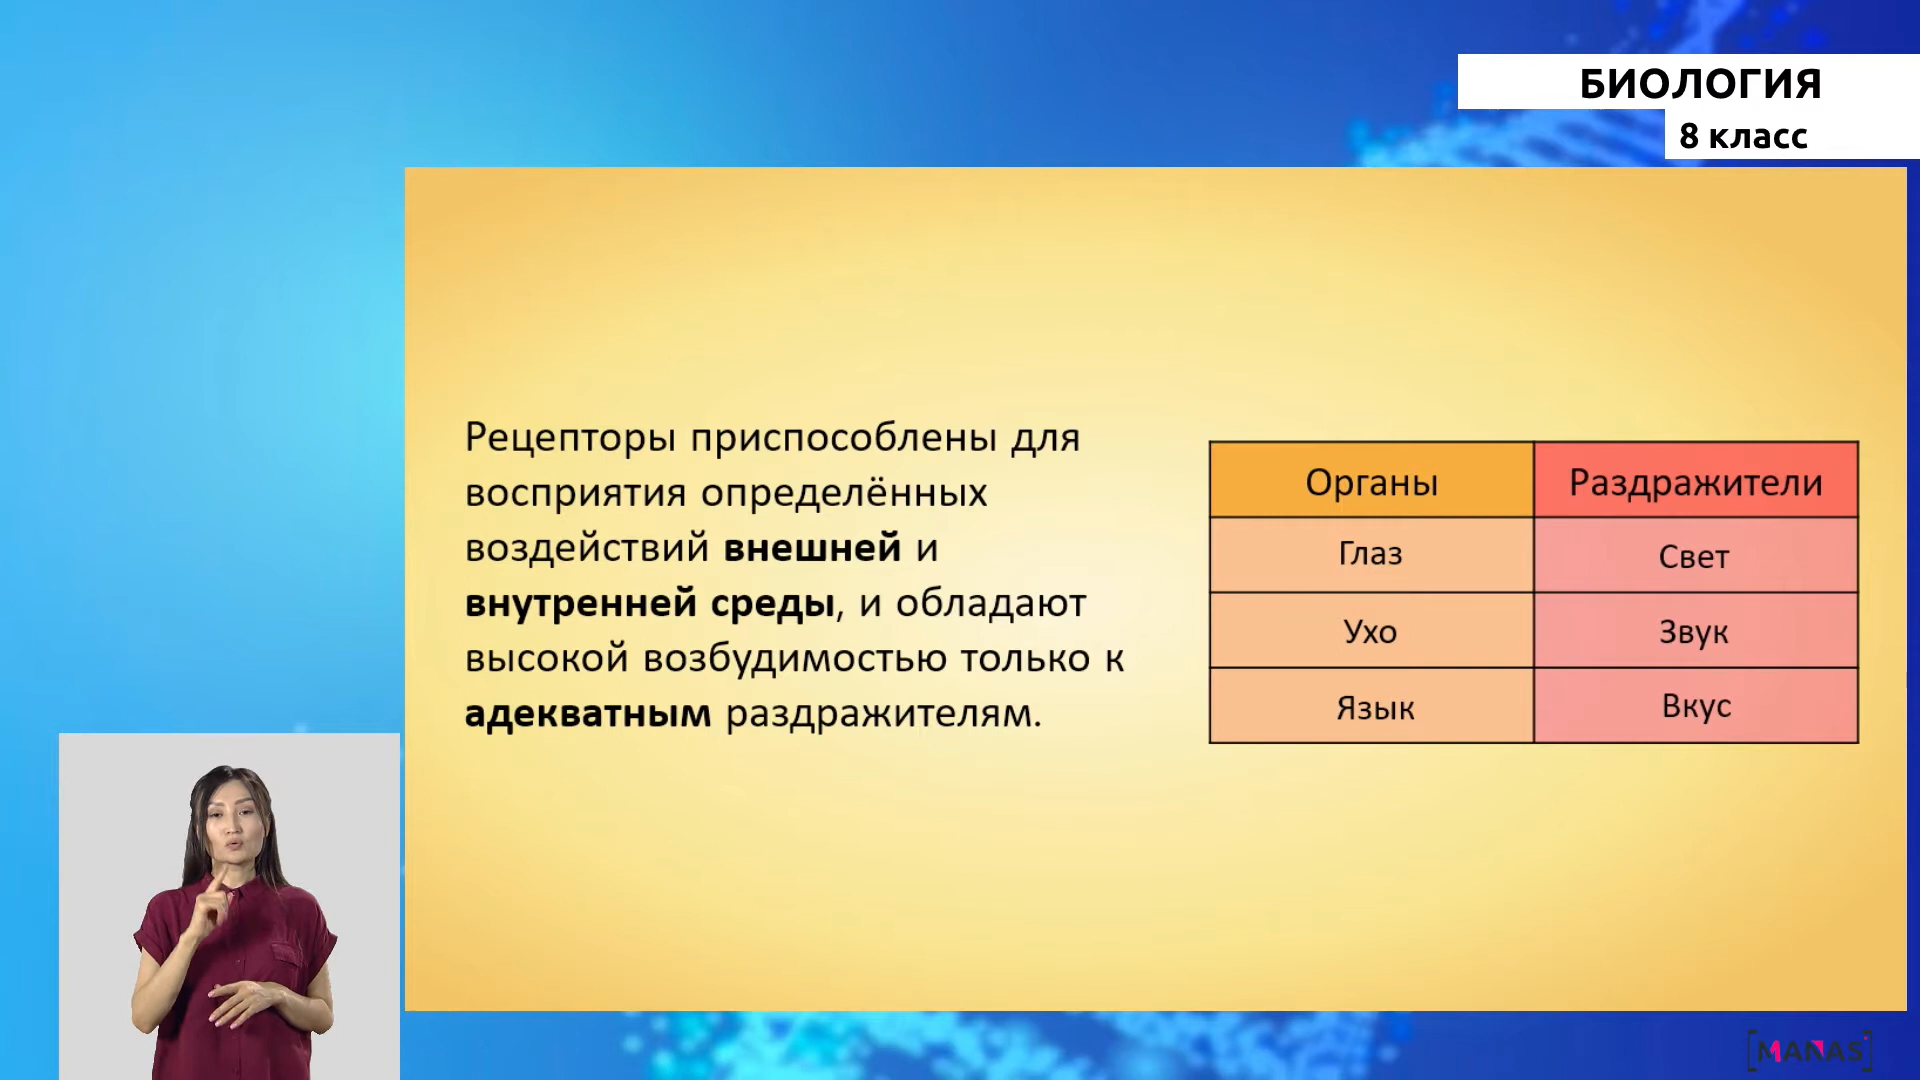 БИОЛОГИЯ
8 класс
Рецепторы приспособлены для
восприятия определённых
воздействий внешней и
внутренней среды, и обладают
высокой возбудимостью только к
адекватным раздражителям.
Органы Раздражители
Глаз Свет
Ухо Звук
Язык Вкус
[MANAS]